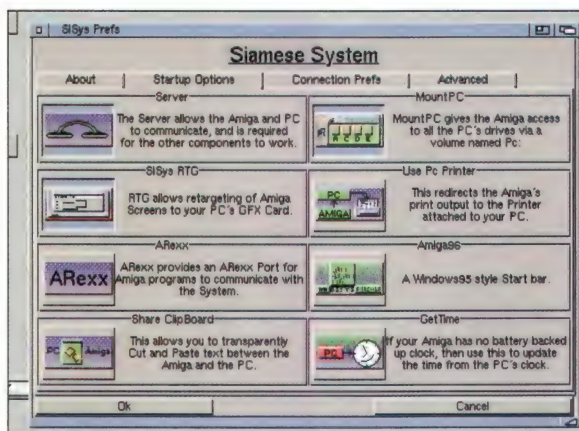 SISys Prefs
Siamese System
About
Startup Options
Connection Prefs
Advanced
Server
The Server allows the Amiga and PC
to communicate, and is required
for the other components to work.
MountPC
A C D E
MountPC gives the Amiga access
to all the PC's drives via a
volume named Pc:
SISys RTG
RTG allows retargeting of Amiga
Screens to your PC's GFX Card.
Use Pc Printer
PC
AMIGA
This redirects the Amiga's
print output to the Printer
attached to your PC.
ARexx
ARexx
ARexx provides an ARexx Port for
Amiga programs to communicate with
the System.
Amiga96
A Windows95 style Start bar.
Share ClipBoard
PC Amiga
This allows you to transparently
Cut and Paste text between the
Amiga and the PC.
GetTime
PC
If your Amiga has no battery backed
up clock, then use this to update
the time from the PC's clock.
Ok
Cancel